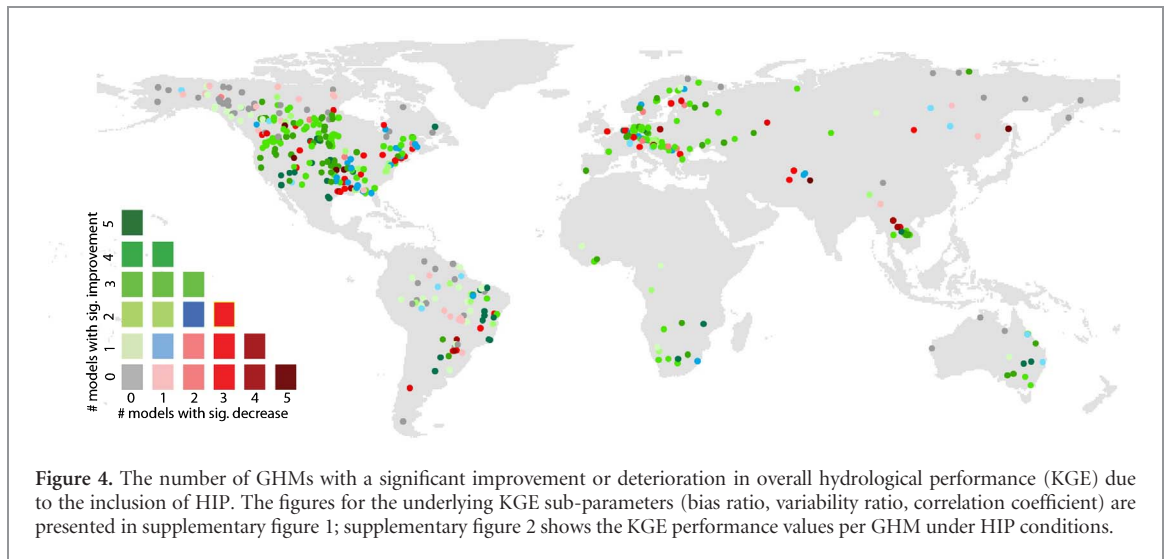 # models with sig. improvement
5
4
3
2
1
0
0 1 2 3 4 5
# models with sig. decrease
Figure 4. The number of GHMs with a significant improvement or deterioration in overall hydrological performance (KGE) due
to the inclusion of HIP. The figures for the underlying KGE sub-parameters (bias ratio, variability ratio, correlation coefficient) are
presented in supplementary figure 1; supplementary figure 2 shows the KGE performance values per GHM under HIP conditions.